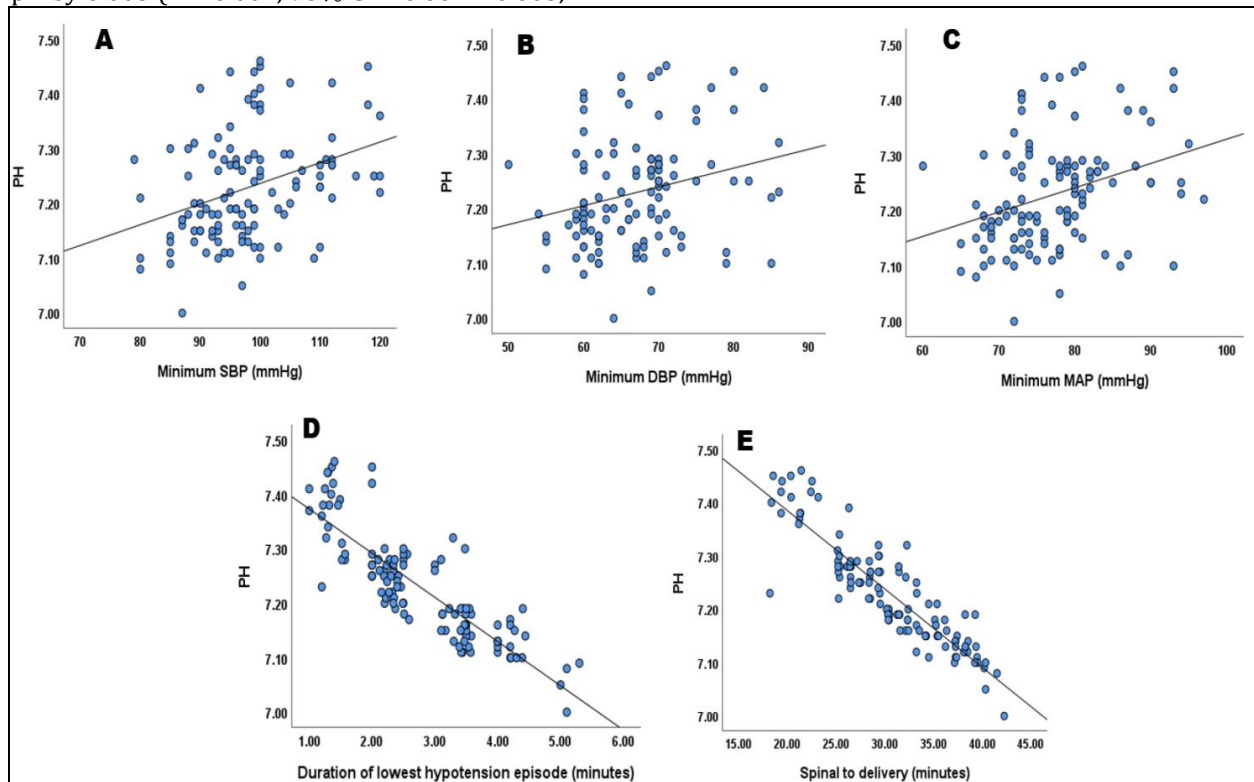 A
B
C
7.50
7.40
7.30
7.20
7.10
7.00
PH
70 80 90 100 110 120
Minimum SBP (mmHg)
7.50
7.40
7.30
7.20
7.10
7.00
PH
50 60 70 80 90
Minimum DBP (mmHg)
7.50
7.40
7.30
7.20
7.10
7.00
PH
60 70 80 90 100
Minimum MAP (mmHg)
D
E
7.50
7.40
7.30
7.20
7.10
7.00
PH
1.00 2.00 3.00 4.00 5.00 6.00
Duration of lowest hypotension episode (minutes)
7.50
7.40
7.30
7.20
7.10
7.00
PH
15.00 20.00 25.00 30.00 35.00 40.00 45.00
Spinal to delivery (minutes)